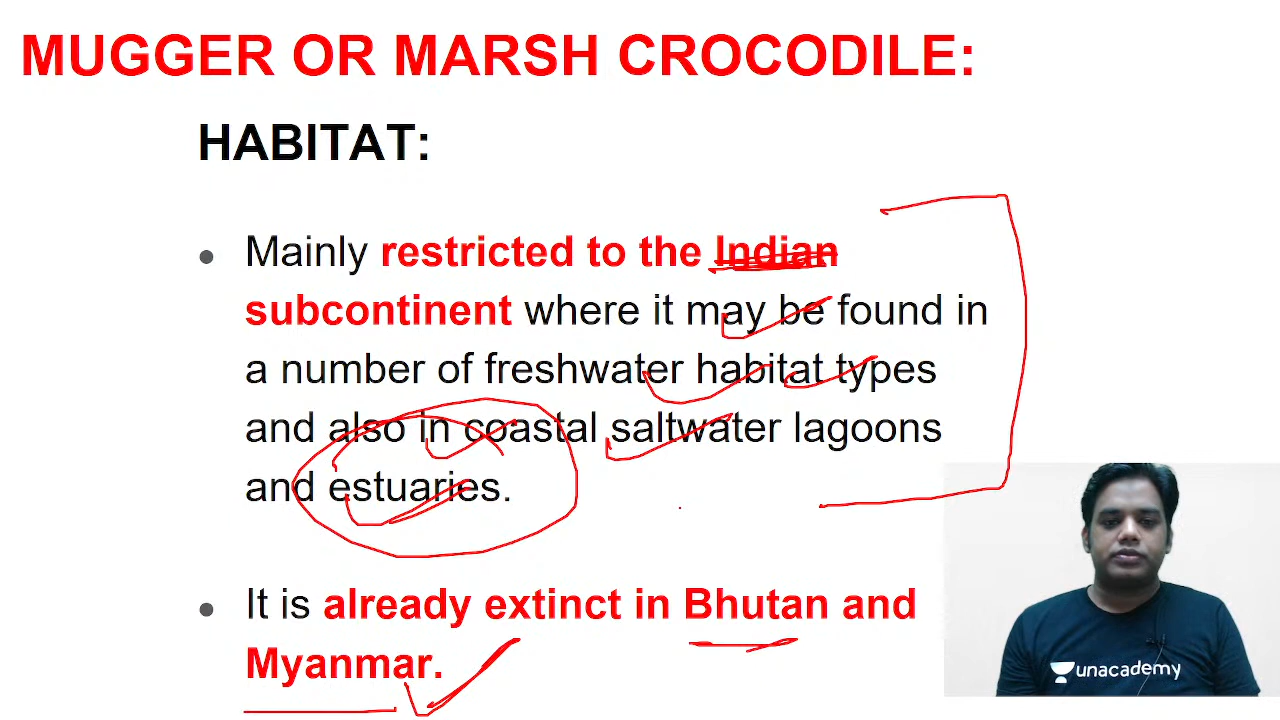 MUGGER OR MARSH CROCODILE:
HABITAT:
● Mainly restricted to the Indian
subcontinent where it may be found in
a number of freshwater habitat types
and also in coastal saltwater lagoons
and estuaries.
● It is already extinct in Bhutan and
Myanmar.
unacademy